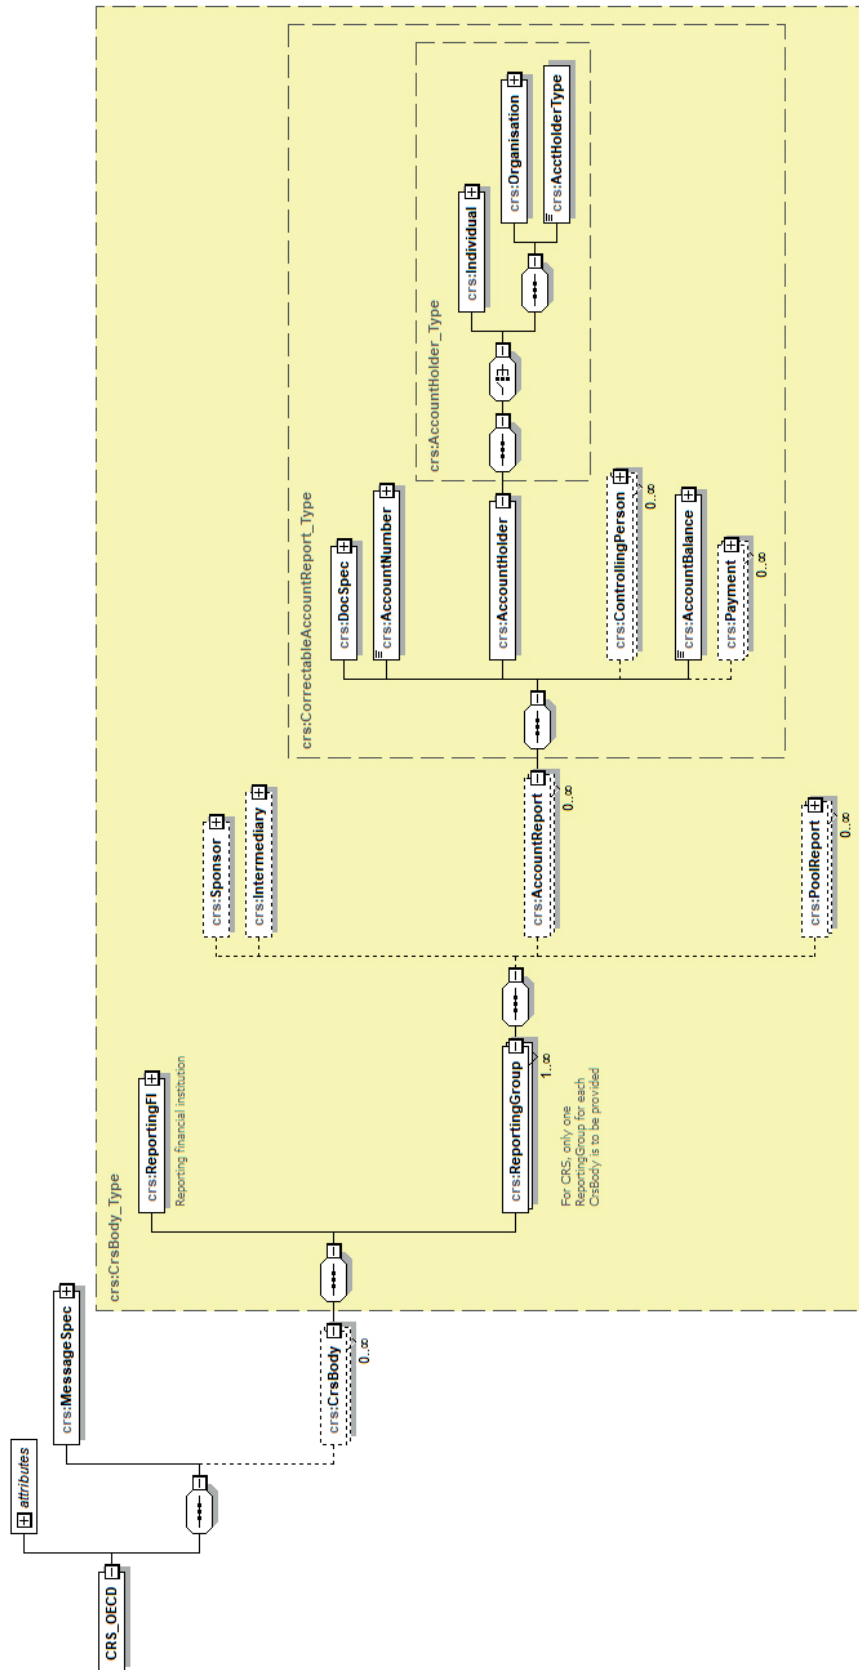 CRS_OECD
attributes
crs:MessageSpec
crs:CrsBody
0..∞
crs:CrsBody_Type
crs:ReportingFI
Reporting financial institution
crs:ReportingGroup
1..∞
For CRS, only one
ReportingGroup for each
CrsBody is to be provided
crs:Sponsor
crs:Intermediary
crs:AccountReport
0..∞
crs:PoolReport
0..∞
crs:CorrectableAccountReport_Type
crs:DocSpec
crs:AccountNumber
crs:AccountHolder
crs:ControllingPerson
0..∞
crs:AccountBalance
crs:Payment
0..∞
crs:AccountHolder_Type
crs:Individual
crs:Organisation
crs:AcctHolderType